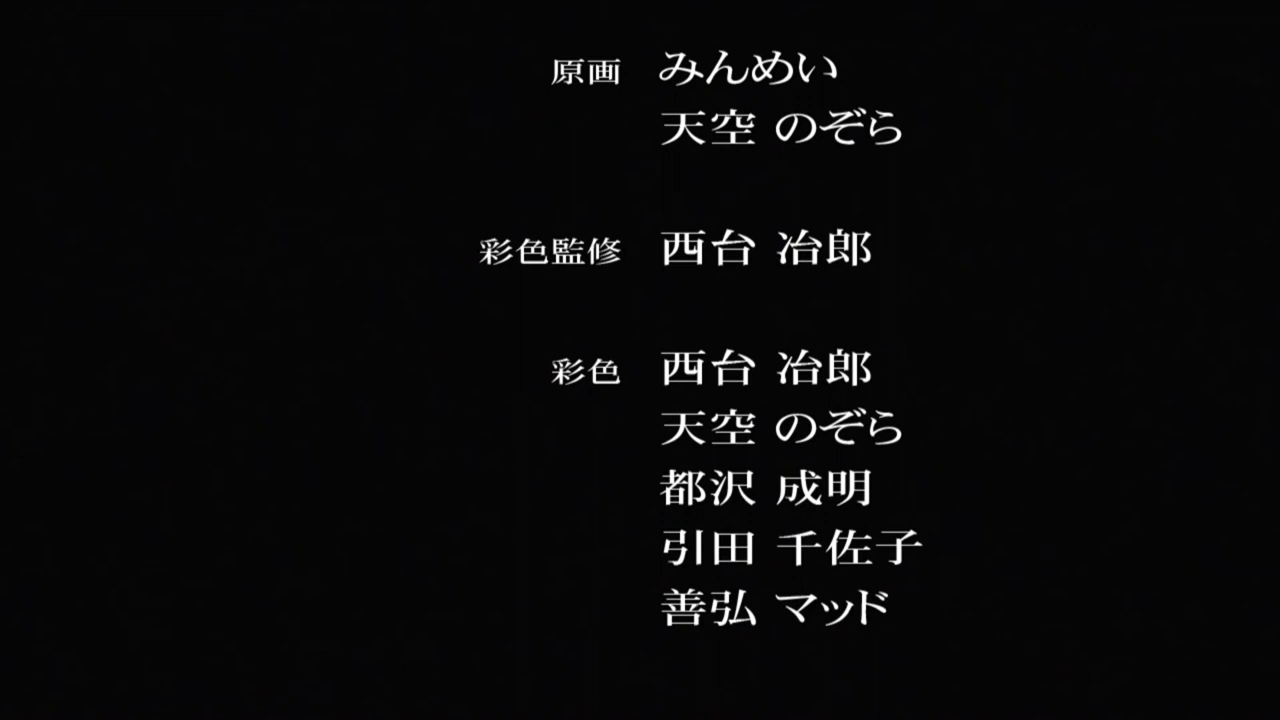 原画 みんめい
天空 のぞら
彩色監修 西台 冶郎
彩色 西台 冶郎
天空 のぞら
都沢 成明
引田 千佐子
善弘 マッド